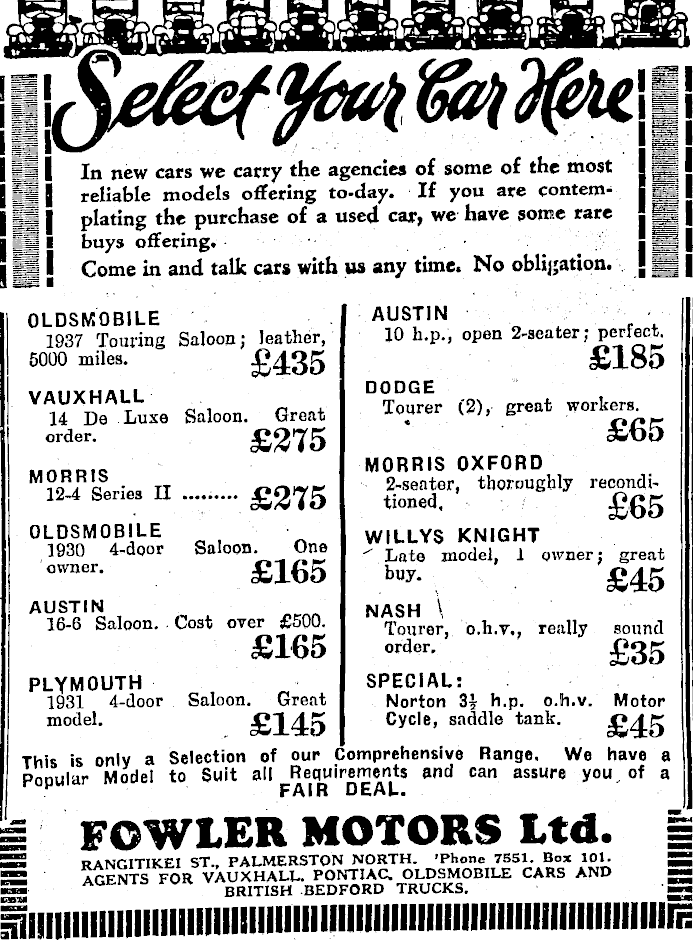 Select Your Car Here
In new cars we carry the agencies of some of the most
reliable models offering to-day. If you are contem-
plating the purchase of a used car, we have some rare
buys offering.
Come in and talk cars with us any time. No obligation.
OLDSMOBILE
1937 Touring Saloon; leather,
5000 miles. £435
VAUXHALL
14 De Luxe Saloon. Great
order. £275
MORRIS
12-4 Series II ......... £275
OLDSMOBILE
1930 4-door Saloon. One
owner. £165
AUSTIN
16-6 Saloon. Cost over £500.
£165
PLYMOUTH
1931 4-door Saloon. Great
model. £145
AUSTIN
10 h.p., open 2-seater; perfect.
£185
DODGE
Tourer (2), great workers.
£65
MORRIS OXFORD
2-seater, thoroughly recondi-
tioned. £65
WILLYS KNIGHT
Late model, 1 owner; great
buy. £45
NASH
Tourer, o.h.v., really sound
order. £35
SPECIAL:
Norton 3½ h.p. o.h.v. Motor
Cycle, saddle tank. £45
This is only a Selection of our Comprehensive Range. We have a
Popular Model to Suit all Requirements and can assure you of a
FAIR DEAL.
FOWLER MOTORS Ltd.
RANGITIKEI ST., PALMERSTON NORTH. 'Phone 7551. Box 101.
AGENTS FOR VAUXHALL, PONTIAC, OLDSMOBILE CARS AND
BRITISH BEDFORD TRUCKS.